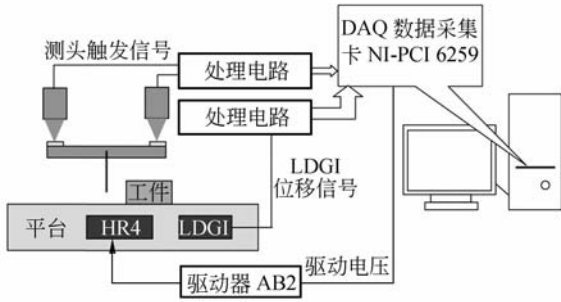 测头触发信号
处理电路
处理电路
DAQ 数据采集
卡 NI-PCI 6259
LDGI
位移信号
工件
平台
HR4
LDGI
驱动电压
驱动器 AB2